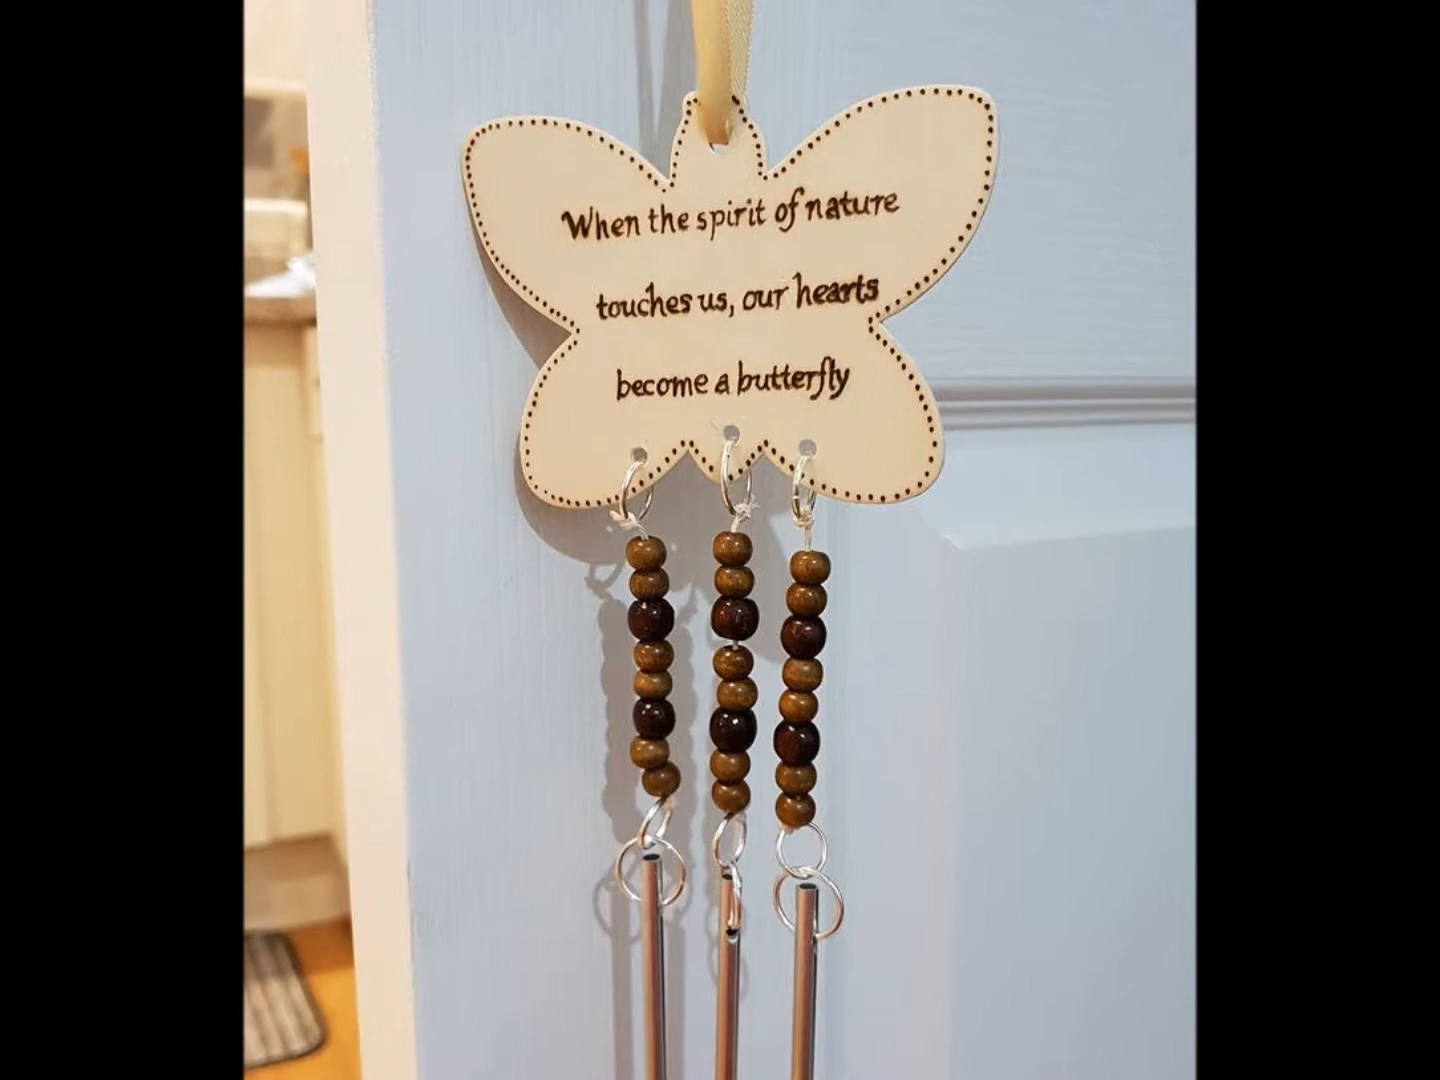 When the spirit of nature
touches us, our hearts
become a butterfly